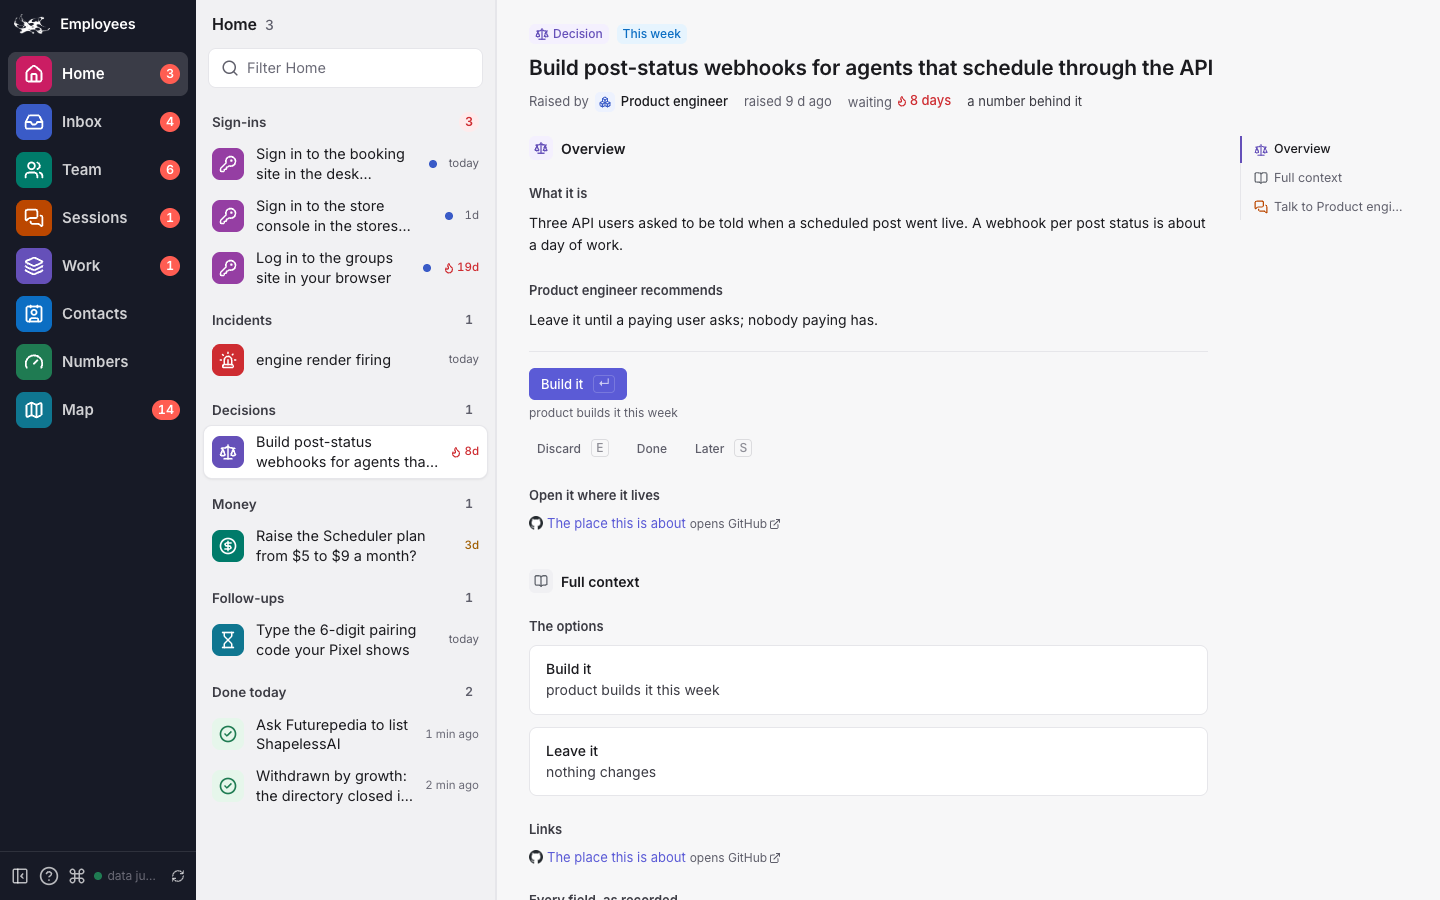 Employees
Home 3
Inbox 4
Team 6
Sessions 1
Work 1
Contacts
Numbers
Map 14
data ju...
Home 3
Filter Home
Sign-ins 3
Sign in to the booking
site in the desk... today
Sign in to the store
console in the stores... 1d
Log in to the groups
site in your browser 19d
Incidents 1
engine render firing today
Decisions 1
Build post-status
webhooks for agents tha... 8d
Money 1
Raise the Scheduler plan
from $5 to $9 a month? 3d
Follow-ups 1
Type the 6-digit pairing
code your Pixel shows today
Done today 2
Ask Futurepedia to list
ShapelessAI 1 min ago
Withdrawn by growth:
the directory closed i... 2 min ago
Decision This week
Build post-status webhooks for agents that schedule through the API
Raised by Product engineer raised 9 d ago waiting 8 days a number behind it
Overview
What it is
Three API users asked to be told when a scheduled post went live. A webhook per post status is about
a day of work.
Product engineer recommends
Leave it until a paying user asks; nobody paying has.
Build it
product builds it this week
Discard E Done Later S
Open it where it lives
The place this is about opens GitHub
Full context
The options
Build it
product builds it this week
Leave it
nothing changes
Links
The place this is about opens GitHub
Every field, as recorded
Overview
Full context
Talk to Product engi...